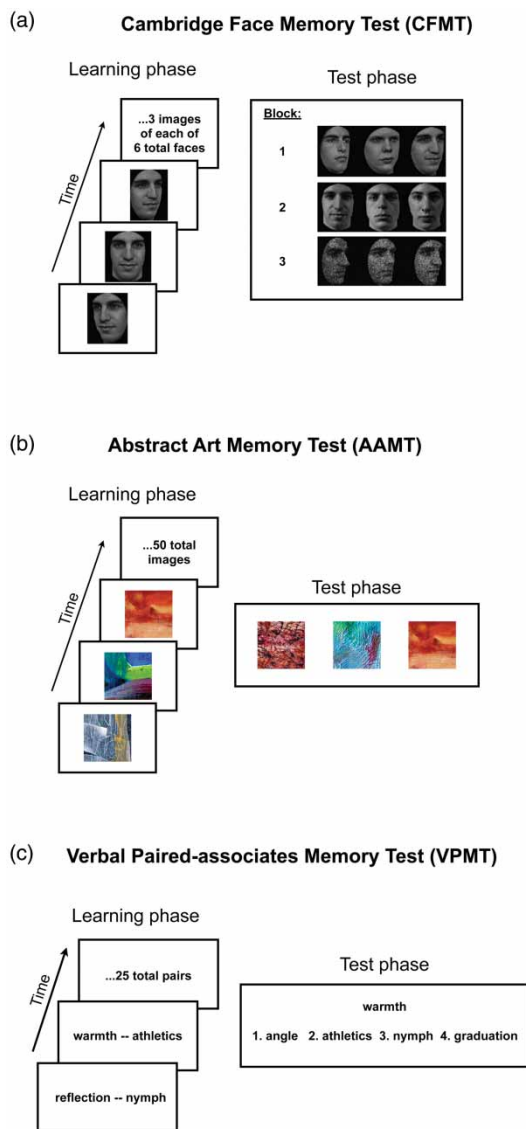 (a) Cambridge Face Memory Test (CFMT)
Learning phase
Test phase
...3 images
of each of
6 total faces
Time
Block:
1
2
3
(b) Abstract Art Memory Test (AAMT)
Learning phase
...50 total
images
Time
Test phase
(c) Verbal Paired-associates Memory Test (VPMT)
Learning phase
...25 total pairs
Time
warmth -- athletics
reflection -- nymph
Test phase
warmth
1. angle 2. athletics 3. nymph 4. graduation